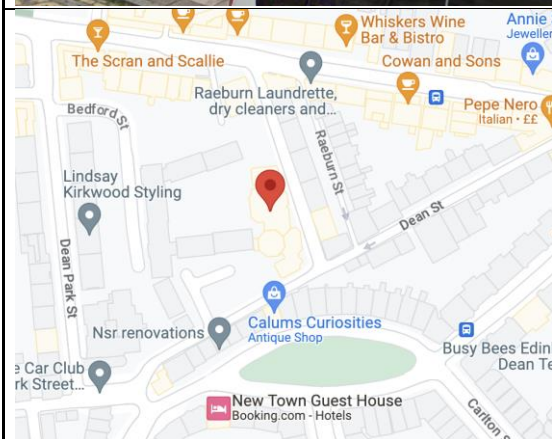 Whiskers Wine
Bar & Bistro
Annie
Jeweller
The Scran and Scallie
Cowan and Sons
Raeburn Laundrette,
dry cleaners and...
Pepe Nero
Italian • ££
Bedford St
Raeburn St
Lindsay
Kirkwood Styling
Dean St
Dean Park St
Calums Curiosities
Antique Shop
Nsr renovations
Busy Bees Edin
Dean Te
e Car Club
rk Street...
New Town Guest House
Booking.com - Hotels
Carlton S